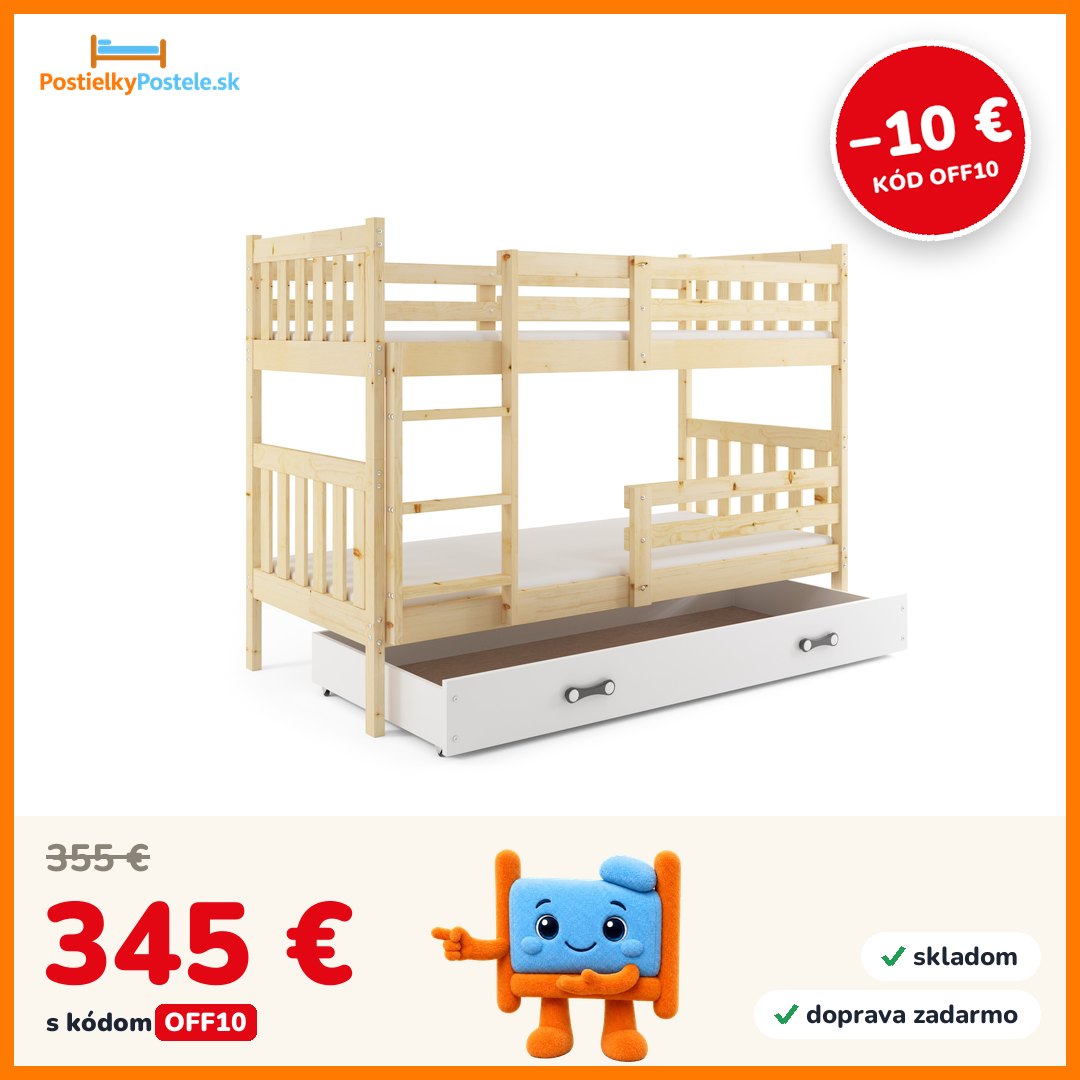 PostielkyPostele.sk
−10 €
KÓD OFF10
355 €
345 €
s kódom OFF10
✓ skladom
✓ doprava zadarmo